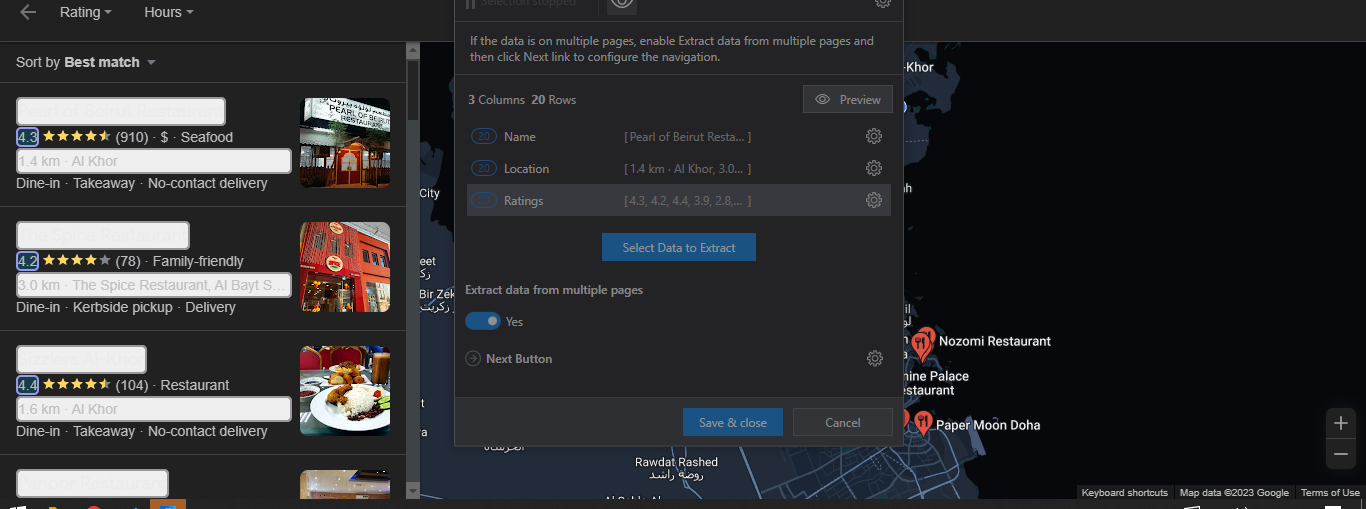 Rating
Hours
Sort by Best match
Pearl of Beirut Restaurant
4.3 (910) · $ · Seafood
1.4 km · Al Khor
Dine-in · Takeaway · No-contact delivery
PEARL OF BEIRUT
RESTAURANT
The Spice Restaurant
4.2 (78) · Family-friendly
3.0 km · The Spice Restaurant, Al Bayt S...
Dine-in · Kerbside pickup · Delivery
Sizzlers Al-Khor
4.4 (104) · Restaurant
1.6 km · Al Khor
Dine-in · Takeaway · No-contact delivery
Restaurant
Selection stopped
If the data is on multiple pages, enable Extract data from multiple pages and
then click Next link to configure the navigation.
3 Columns 20 Rows
Preview
20 Name [Pearl of Beirut Resta... ]
20 Location [1.4 km · Al Khor, 3.0... ]
20 Ratings [4.3, 4.2, 4.4, 3.9, 2.8,... ]
Select Data to Extract
Extract data from multiple pages
Yes
Next Button
Save & close
Cancel
-Khor
ah
City
eet
Bir Zek
Nozomi Restaurant
nine Palace
estaurant
Paper Moon Doha
Rawdat Rashed
روضة راشد
Keyboard shortcuts
Map data ©2023 Google
Terms of Use